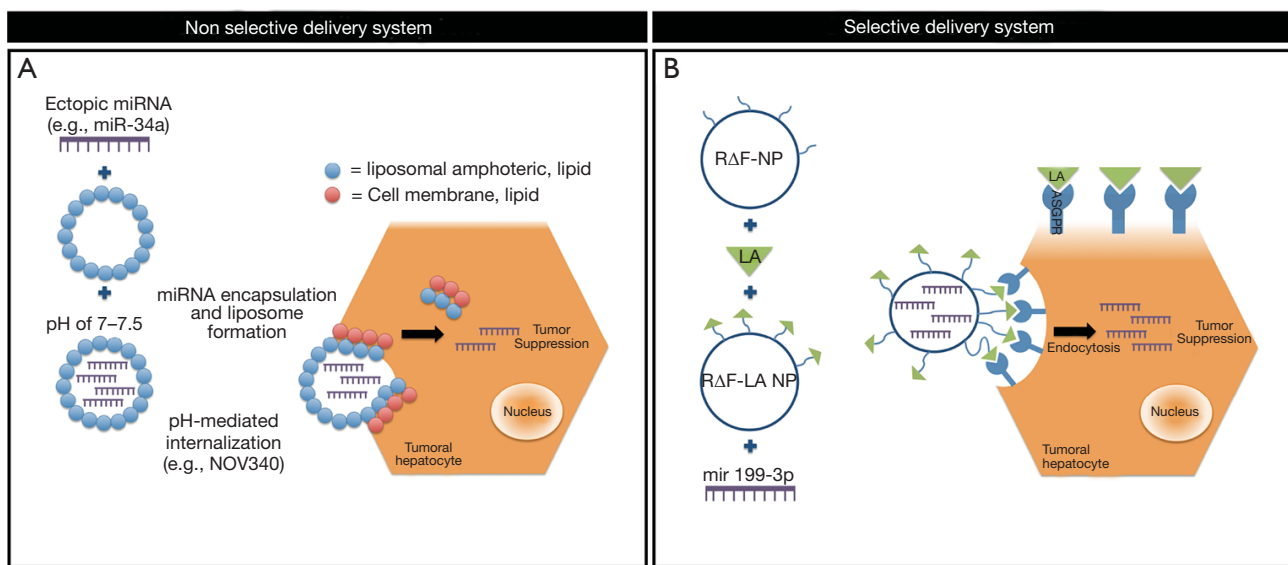 Non selective delivery system
Selective delivery system
A
Ectopic miRNA
(e.g., miR-34a)
= liposomal amphoteric, lipid
= Cell membrane, lipid
pH of 7–7.5
miRNA encapsulation
and liposome
formation
pH-mediated
internalization
(e.g., NOV340)
Tumor
Suppression
Nucleus
Tumoral
hepatocyte
B
RΔF-NP
LA
RΔF-LA NP
mir 199-3p
LA
ASGPR
Endocytosis
Tumor
Suppression
Nucleus
Tumoral
hepatocyte